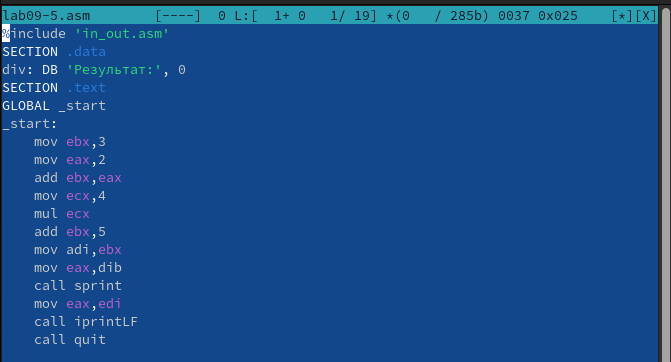 lab09-5.asm [----] 0 L:[ 1+ 0 1/ 19] *(0 / 285b) 0037 0x025 [*][X]
%include 'in_out.asm'
SECTION .data
div: DB 'Результат:', 0
SECTION .text
GLOBAL _start
_start:
mov ebx,3
mov eax,2
add ebx,eax
mov ecx,4
mul ecx
add ebx,5
mov adi,ebx
mov eax,dib
call sprint
mov eax,edi
call iprintLF
call quit